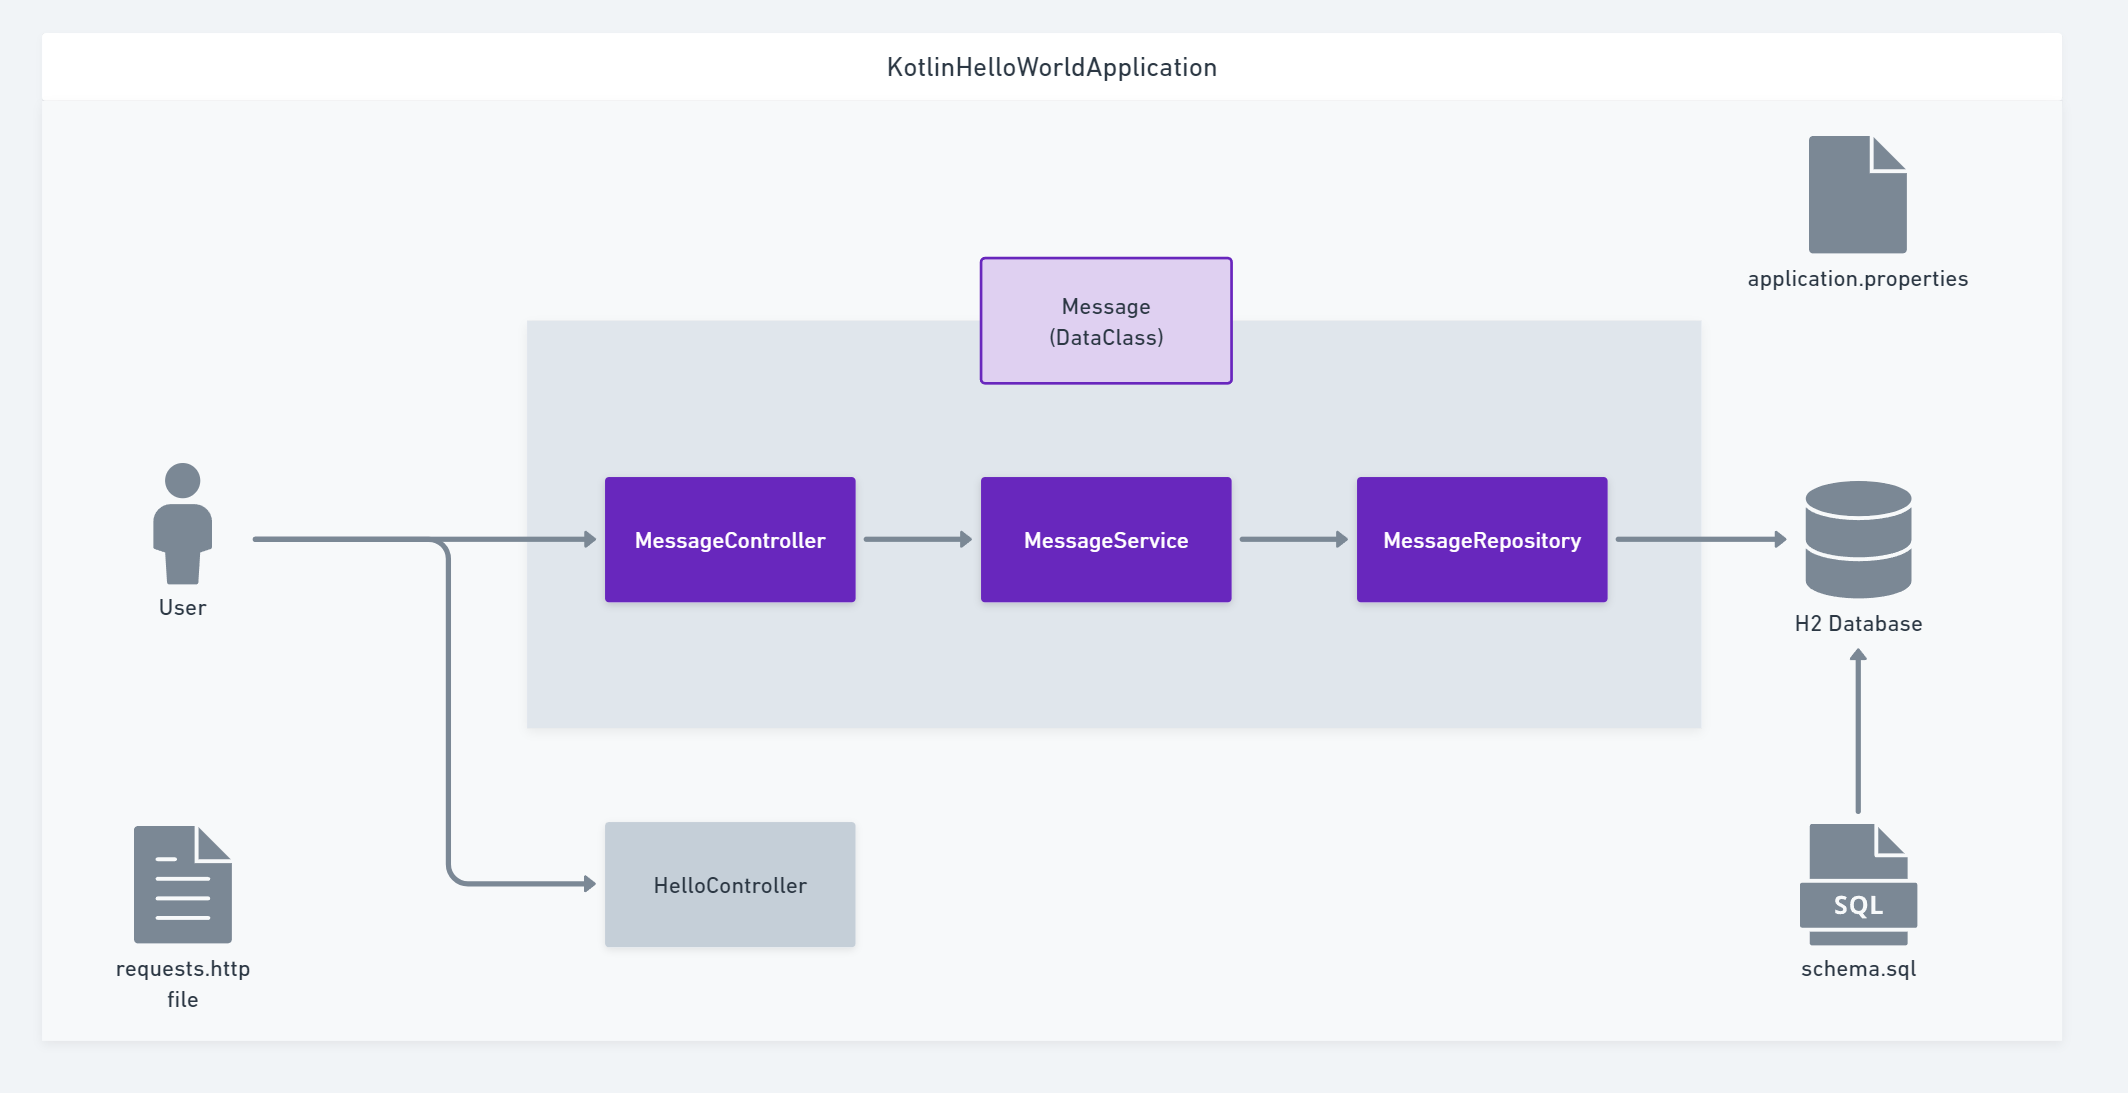 KotlinHelloWorldApplication
application.properties
Message
(DataClass)
MessageController
MessageService
MessageRepository
User
H2 Database
HelloController
SQL
requests.http
file
schema.sql